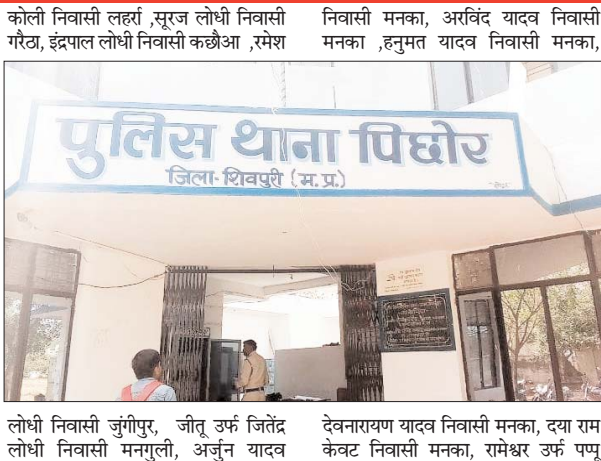 कोली निवासी लहर्रा ,सूरज लोधी निवासी
गरैठा, इंद्रपाल लोधी निवासी कछौआ ,रमेश
निवासी मनका, अरविंद यादव निवासी
मनका ,हनुमत यादव निवासी मनका,
पुलिस थाना पिछोर
जिला-शिवपुरी (म.प्र.)
लोधी निवासी जुंगीपुर, जीतू उर्फ जितेंद्र
लोधी निवासी मनगुली, अर्जुन यादव
देवनारायण यादव निवासी मनका, दया राम
केवट निवासी मनका, रामेश्वर उर्फ पप्पू